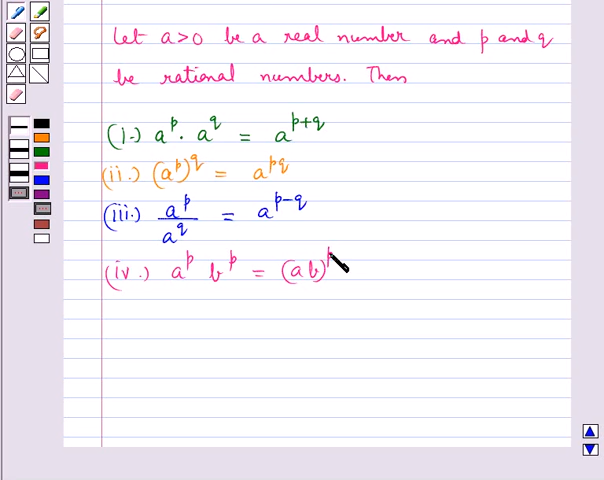 Let a>0 be a real number and p and q
be rational numbers. Then
(i.) a^p . a^q = a^{p+q}
(ii.) (a^p)^q = a^{pq}
(iii.) a^p / a^q = a^{p-q}
(iv.) a^p b^p = (ab)^p